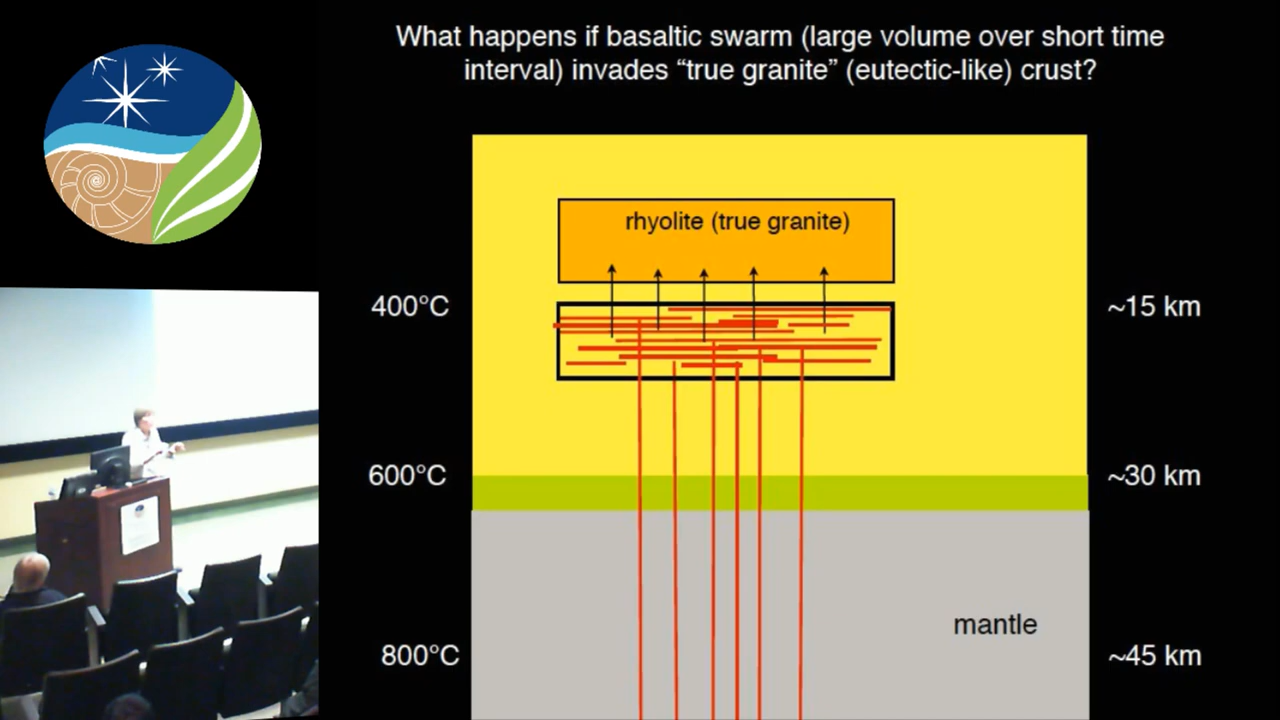 What happens if basaltic swarm (large volume over short time
interval) invades “true granite” (eutectic-like) crust?
rhyolite (true granite)
400°C
~15 km
600°C
~30 km
mantle
800°C
~45 km